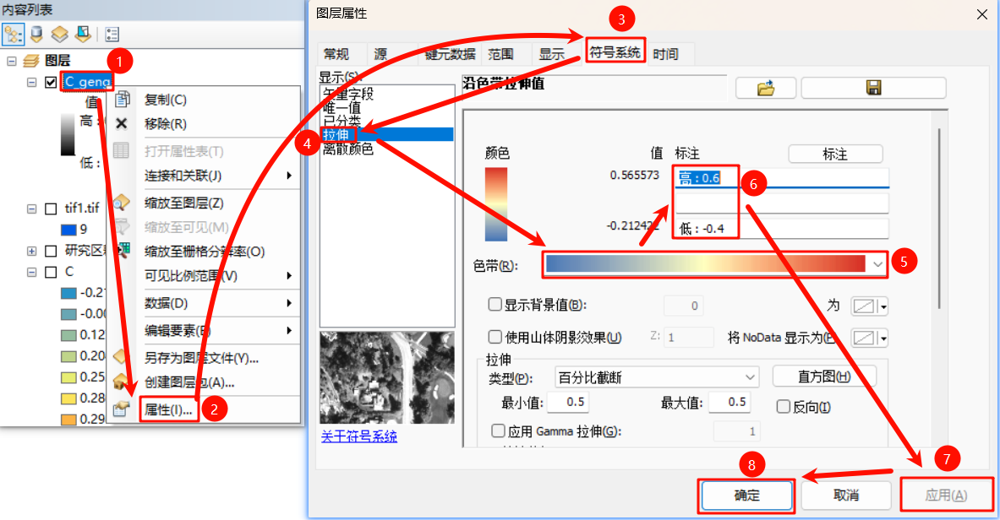 内容列表
图层
1
C_geng
值
高：
低：
tif1.tif
9
研究区
C
-0.21
-0.00
0.12
0.20
0.25
0.28
0.29
复制(C)
移除(R)
打开属性表(T)
连接和关联(J)
缩放至图层(Z)
缩放至可见(M)
缩放至栅格分辨率(O)
可见比例范围(V)
数据(D)
编辑要素(E)
另存为图层文件(Y)...
创建图层包(A)...
属性(I)...
2
图层属性
3
常规 源 键元数据 范围 显示 符号系统 时间
显示(S):
矢量字段
唯一值
已分类
4
拉伸
离散颜色
关于符号系统
沿色带拉伸值
颜色 值 标注 标注
0.565573 高 : 0.6
6
-0.212422 低 : -0.4
色带(R):
5
显示背景值(B): 0 为
使用山体阴影效果(U) Z: 1 将 NoData 显示为(P)
拉伸
类型(P): 百分比截断 直方图(H)
最小值: 0.5 最大值: 0.5 反向(I)
应用 Gamma 拉伸(G): 1
8
7
确定 取消 应用(A)